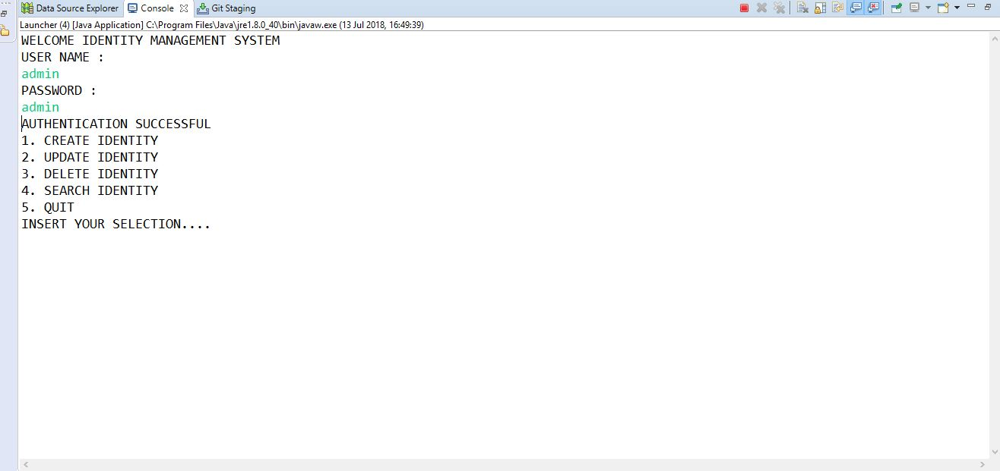 Data Source Explorer Console Git Staging
Launcher (4) [Java Application] C:\Program Files\Java\jre1.8.0_40\bin\javaw.exe (13 Jul 2018, 16:49:39)
WELCOME IDENTITY MANAGEMENT SYSTEM
USER NAME :
admin
PASSWORD :
admin
AUTHENTICATION SUCCESSFUL
1. CREATE IDENTITY
2. UPDATE IDENTITY
3. DELETE IDENTITY
4. SEARCH IDENTITY
5. QUIT
INSERT YOUR SELECTION....